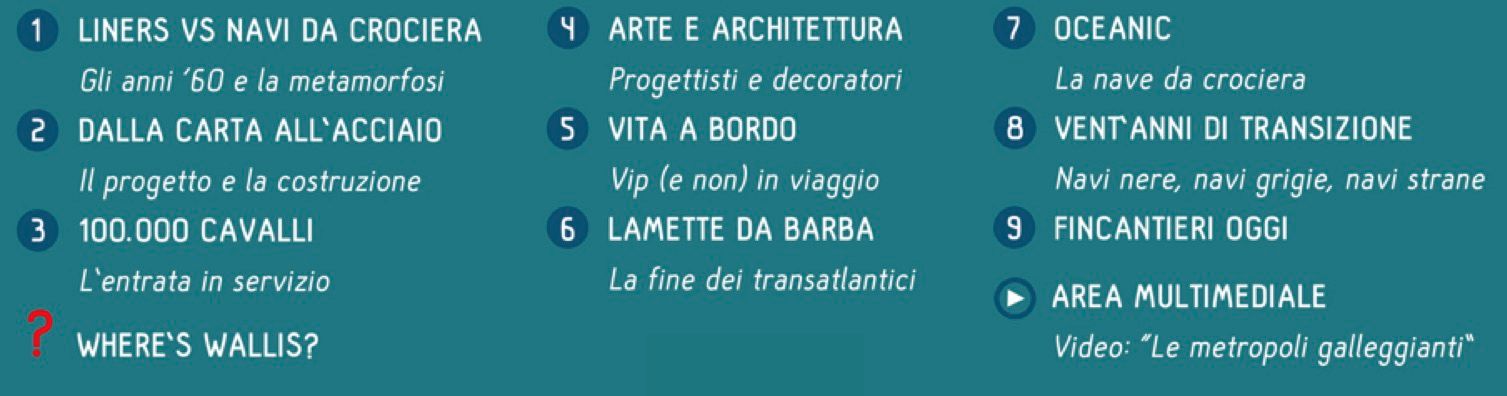 1 LINERS VS NAVI DA CROCIERA
Gli anni '60 e la metamorfosi
2 DALLA CARTA ALL'ACCIAIO
Il progetto e la costruzione
3 100.000 CAVALLI
L'entrata in servizio
? WHERE'S WALLIS?
4 ARTE E ARCHITETTURA
Progettisti e decoratori
5 VITA A BORDO
Vip (e non) in viaggio
6 LAMETTE DA BARBA
La fine dei transatlantici
7 OCEANIC
La nave da crociera
8 VENT'ANNI DI TRANSIZIONE
Navi nere, navi grigie, navi strane
9 FINCANTIERI OGGI
AREA MULTIMEDIALE
Video: "Le metropoli galleggianti"